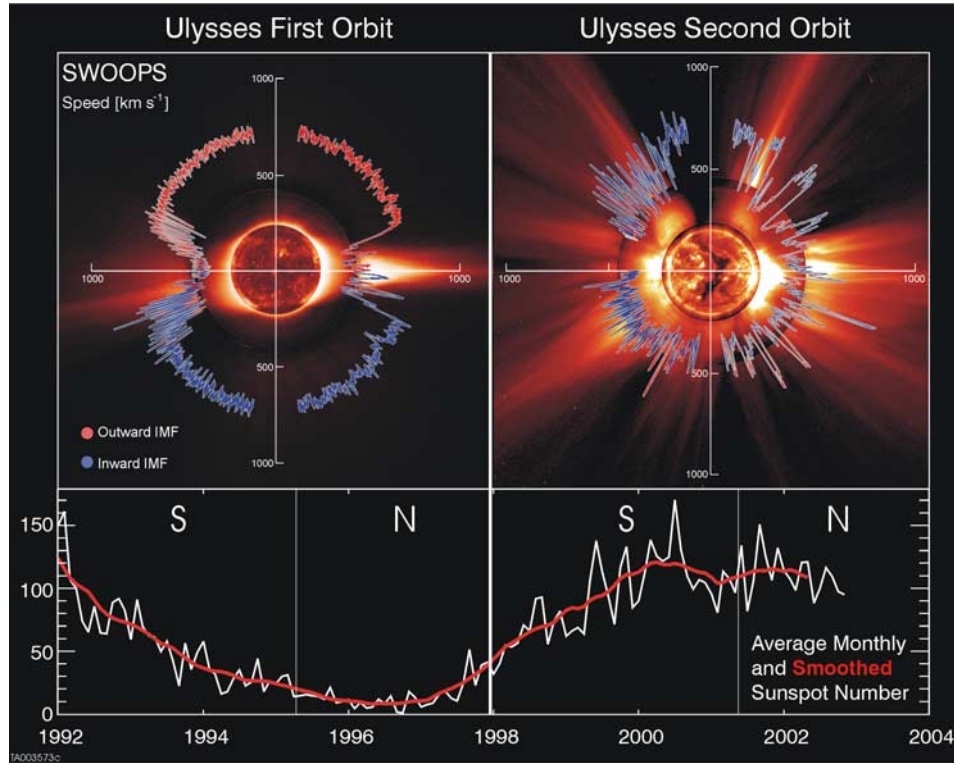 Ulysses First Orbit
Ulysses Second Orbit
SWOOPS
Speed [km s⁻¹]
1000
500
1000
1000
500
1000
Outward IMF
Inward IMF
1000
500
1000
1000
500
1000
S
N
S
N
150
100
50
0
Average Monthly
and Smoothed
Sunspot Number
1992
1994
1996
1998
2000
2002
2004
IA003573c